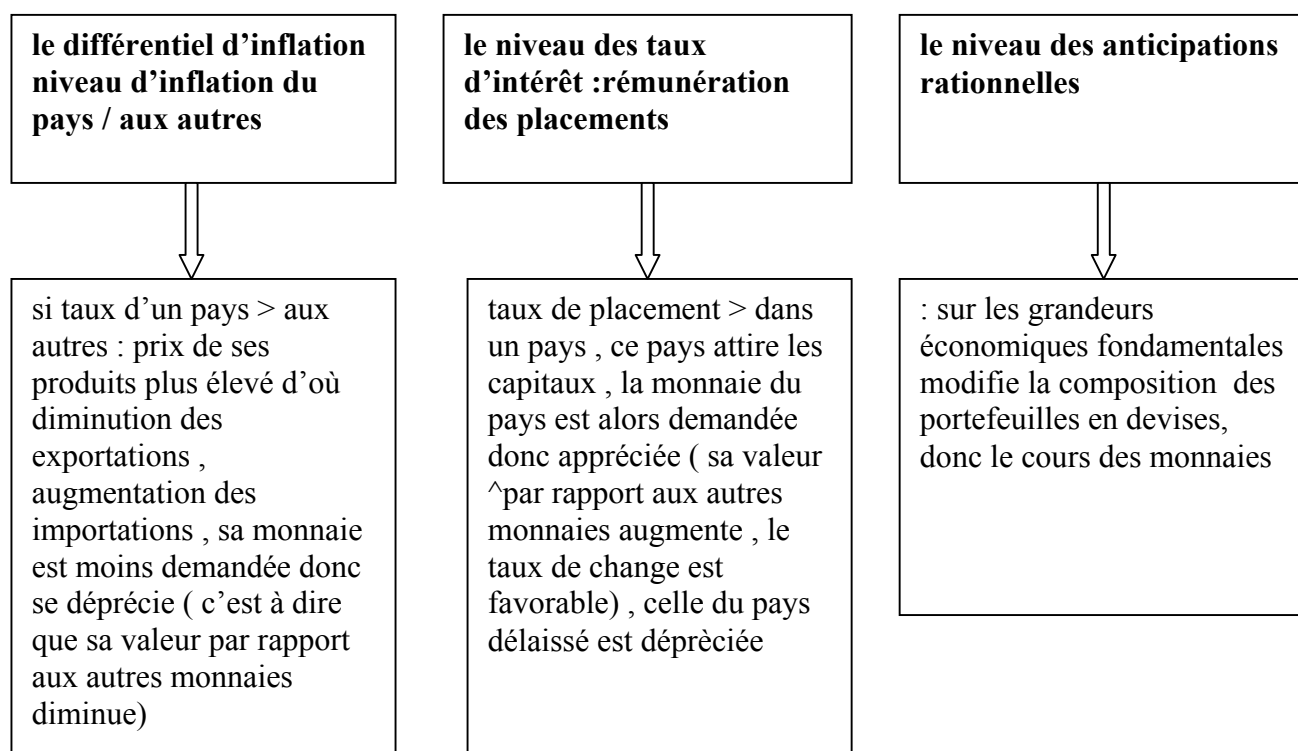 le différentiel d’inflation
niveau d’inflation du
pays / aux autres
le niveau des taux
d’intérêt :rémunération
des placements
le niveau des anticipations
rationnelles
si taux d’un pays > aux
autres : prix de ses
produits plus élevé d’où
diminution des
exportations ,
augmentation des
importations , sa monnaie
est moins demandée donc
se déprécie ( c’est à dire
que sa valeur par rapport
aux autres monnaies
diminue)
taux de placement > dans
un pays , ce pays attire les
capitaux , la monnaie du
pays est alors demandée
donc appréciée ( sa valeur
^par rapport aux autres
monnaies augmente , le
taux de change est
favorable) , celle du pays
délaissé est déprèciée
: sur les grandeurs
économiques fondamentales
modifie la composition  des
portefeuilles en devises,
donc le cours des monnaies